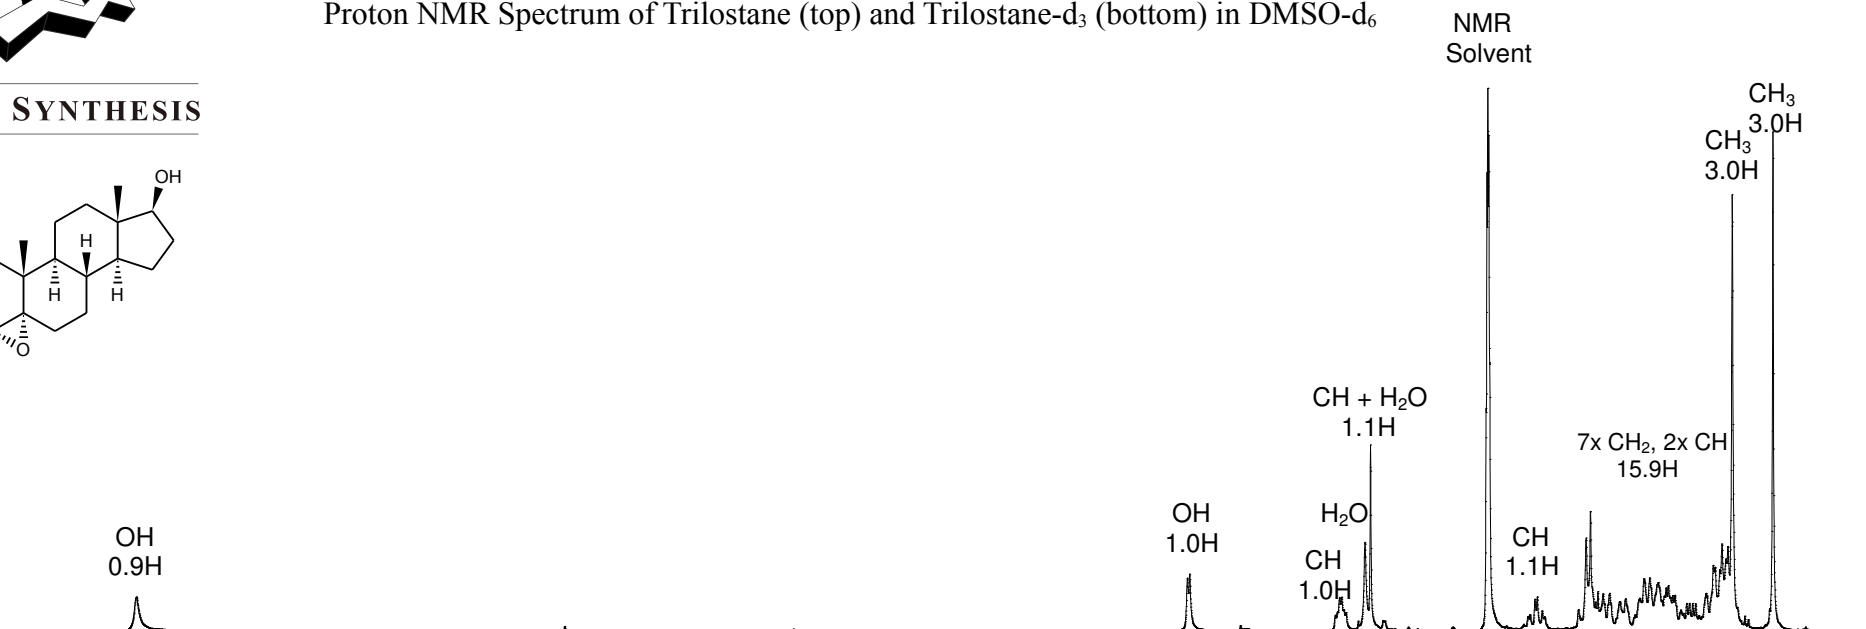 Proton NMR Spectrum of Trilostane (top) and Trilostane-d₃ (bottom) in DMSO-d₆
NMR
Solvent
SYNTHESIS
CH₃
3.0H
CH₃
3.0H
OH
H
H
H
O
CH + H₂O
1.1H
7x CH₂, 2x CH
15.9H
OH
1.0H
H₂O
CH
1.0H
CH
1.1H
OH
0.9H